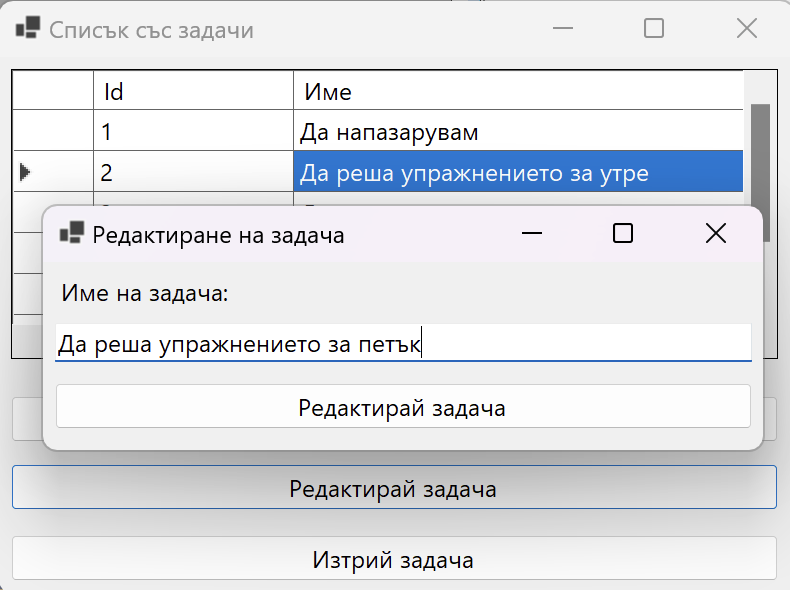 Списък със задачи
Id Име
1 Да напазарувам
2 Да реша упражнението за утре
Редактиране на задача
Име на задача:
Да реша упражнението за петък
Редактирай задача
Редактирай задача
Изтрий задача